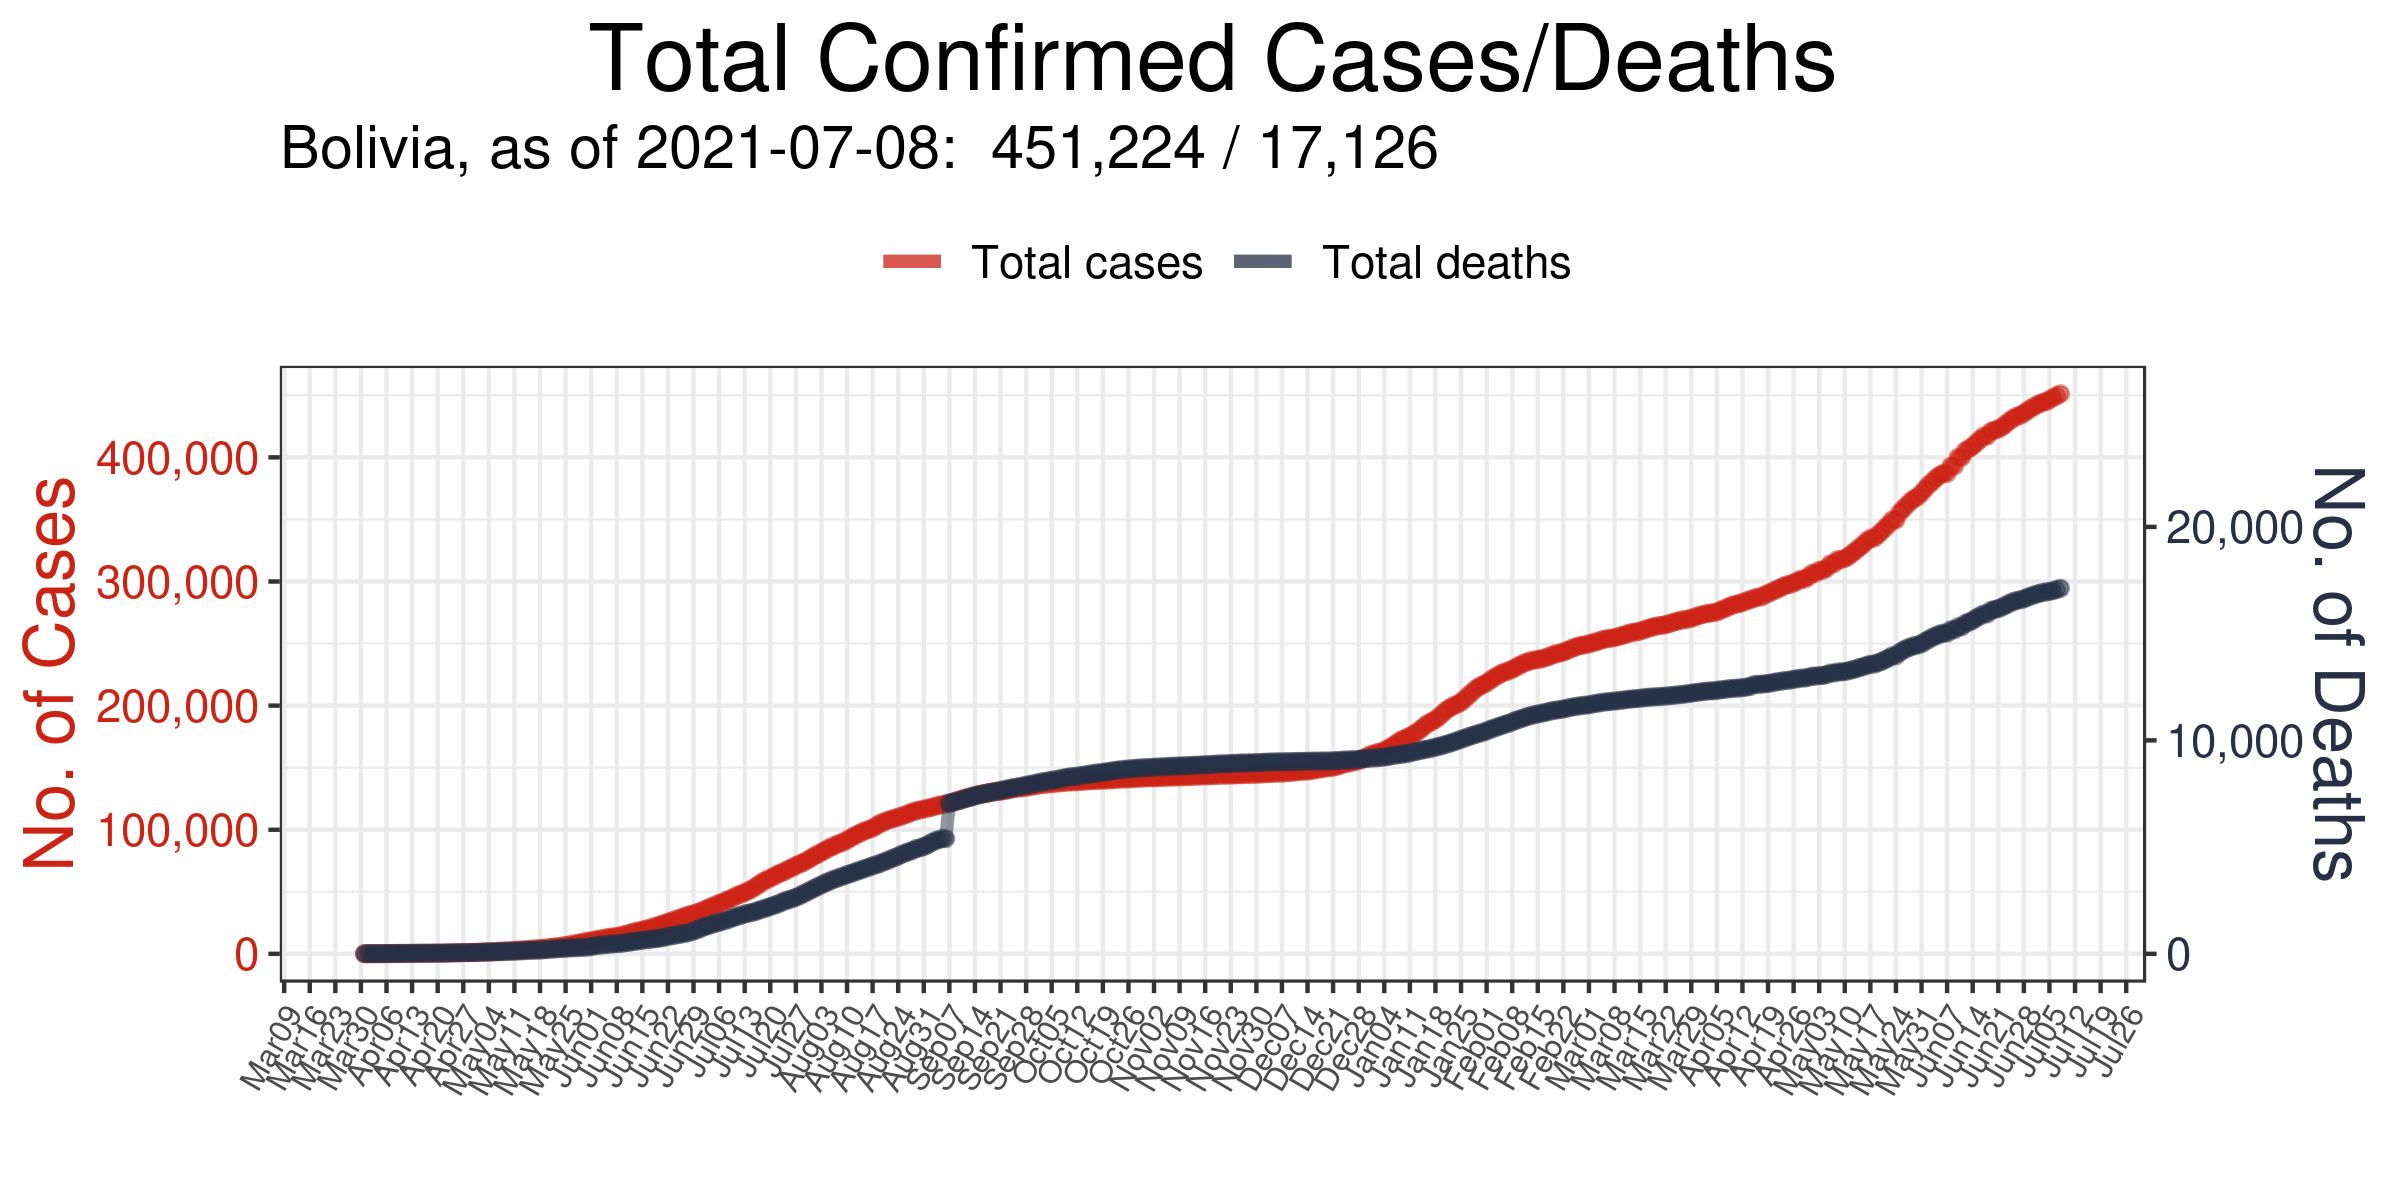 Total Confirmed Cases/Deaths
Bolivia, as of 2021-07-08:  451,224 / 17,126
Total cases
Total deaths
No. of Cases
400,000
300,000
200,000
100,000
0
20,000
10,000
0
No. of Deaths
Mar09
Mar16
Mar23
Mar30
Apr06
Apr13
Apr20
Apr27
May04
May11
May18
May25
Jun01
Jun08
Jun15
Jun22
Jun29
Jul06
Jul13
Jul20
Jul27
Aug03
Aug10
Aug17
Aug24
Aug31
Sep07
Sep14
Sep21
Sep28
Oct05
Oct12
Oct19
Oct26
Nov02
Nov09
Nov16
Nov23
Nov30
Dec07
Dec14
Dec21
Dec28
Jan04
Jan11
Jan18
Jan25
Feb01
Feb08
Feb15
Feb22
Mar01
Mar08
Mar15
Mar22
Mar29
Apr05
Apr12
Apr19
Apr26
May03
May10
May17
May24
May31
Jun07
Jun14
Jun21
Jun28
Jul05
Jul12
Jul19
Jul26